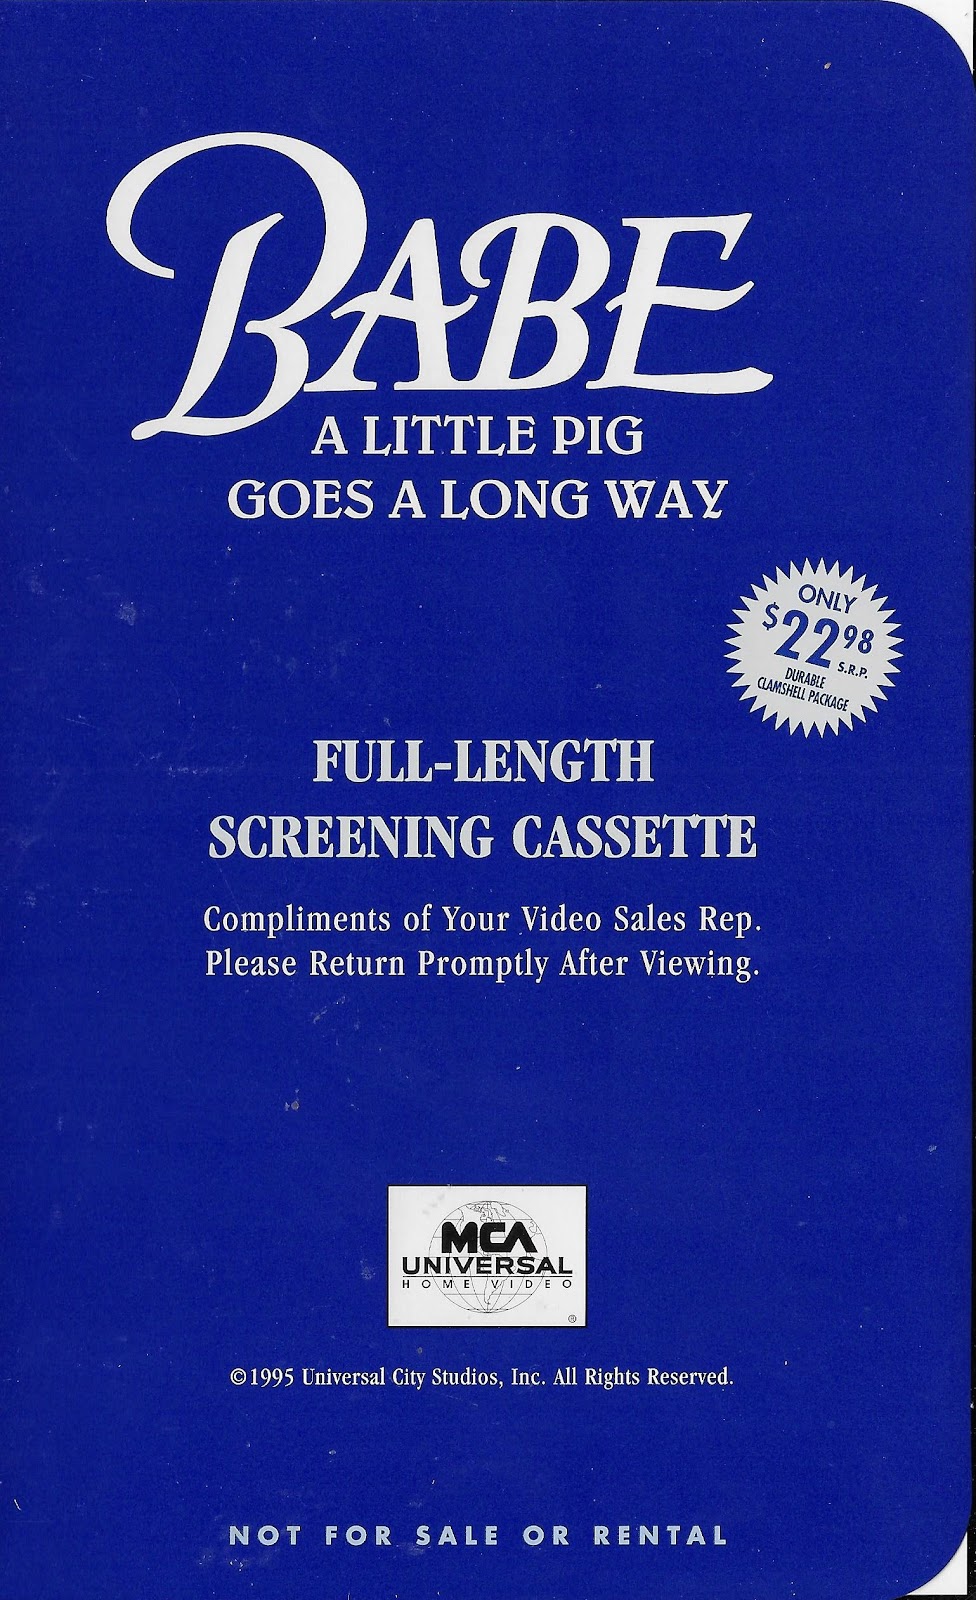 BABE
A LITTLE PIG
GOES A LONG WAY
ONLY
$22 98
S.R.P.
DURABLE
CLAMSHELL PACKAGE
FULL-LENGTH
SCREENING CASSETTE
Compliments of Your Video Sales Rep.
Please Return Promptly After Viewing.
MCA
UNIVERSAL
HOME VIDEO
®
©1995 Universal City Studios, Inc. All Rights Reserved.
NOT FOR SALE OR RENTAL